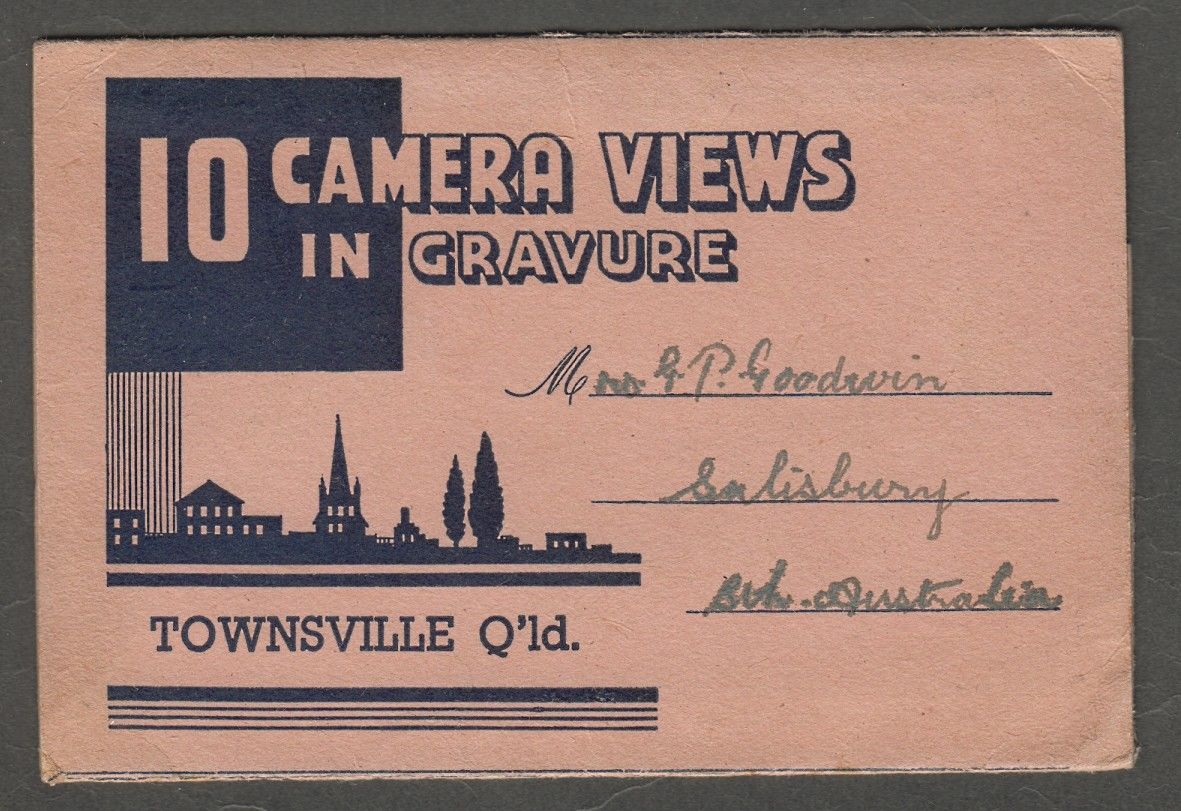 10 CAMERA VIEWS
IN GRAVURE
Mrs. G. P. Goodwin
Salisbury
Sth. Australia
TOWNSVILLE Q'ld.